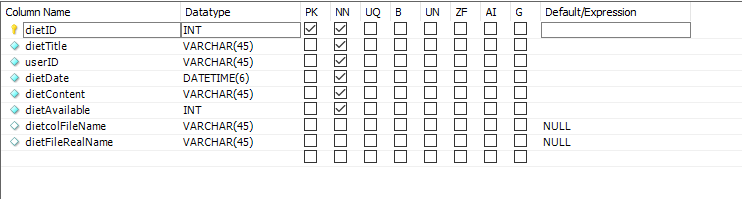 Column Name Datatype PK NN UQ B UN ZF AI G Default/Expression
dietID INT
dietTitle VARCHAR(45)
userID VARCHAR(45)
dietDate DATETIME(6)
dietContent VARCHAR(45)
dietAvailable INT
dietcolFileName VARCHAR(45) NULL
dietFileRealName VARCHAR(45) NULL